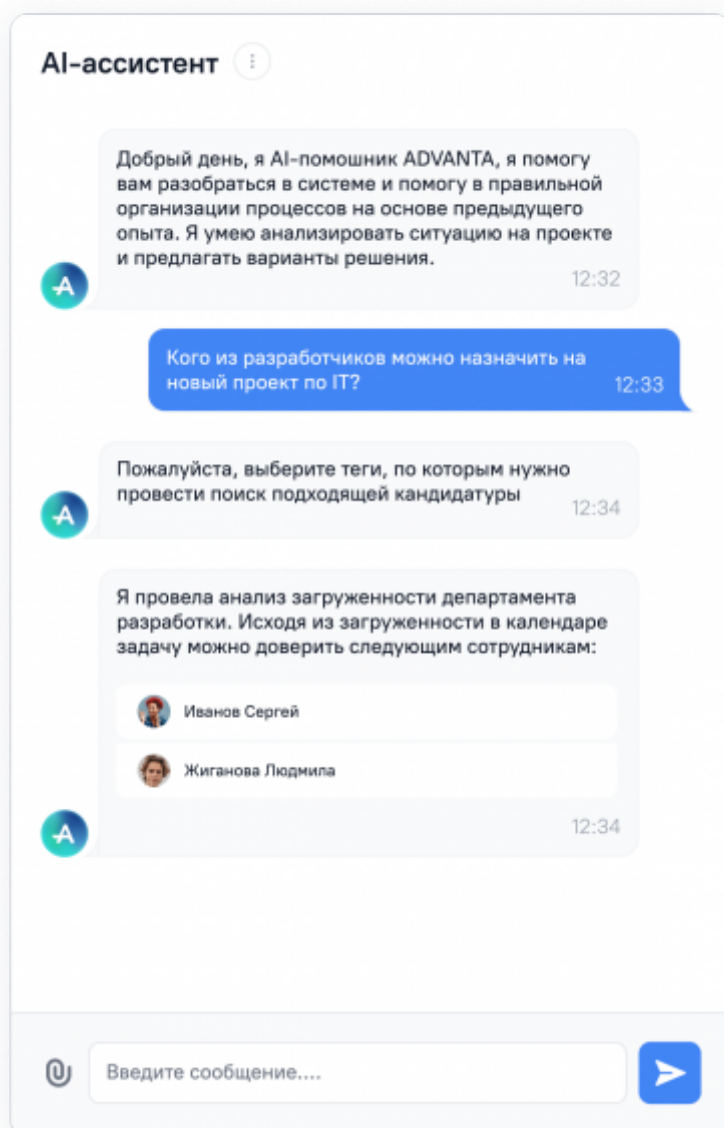 AI-ассистент
Добрый день, я AI-помошник ADVANTA, я помогу
вам разобраться в системе и помогу в правильной
организации процессов на основе предыдущего
опыта. Я умею анализировать ситуацию на проекте
и предлагать варианты решения.
12:32
Кого из разработчиков можно назначить на
новый проект по IT?
12:33
Пожалуйста, выберите теги, по которым нужно
провести поиск подходящей кандидатуры
12:34
Я провела анализ загруженности департамента
разработки. Исходя из загруженности в календаре
задачу можно доверить следующим сотрудникам:
Иванов Сергей
Жиганова Людмила
12:34
Введите сообщение....